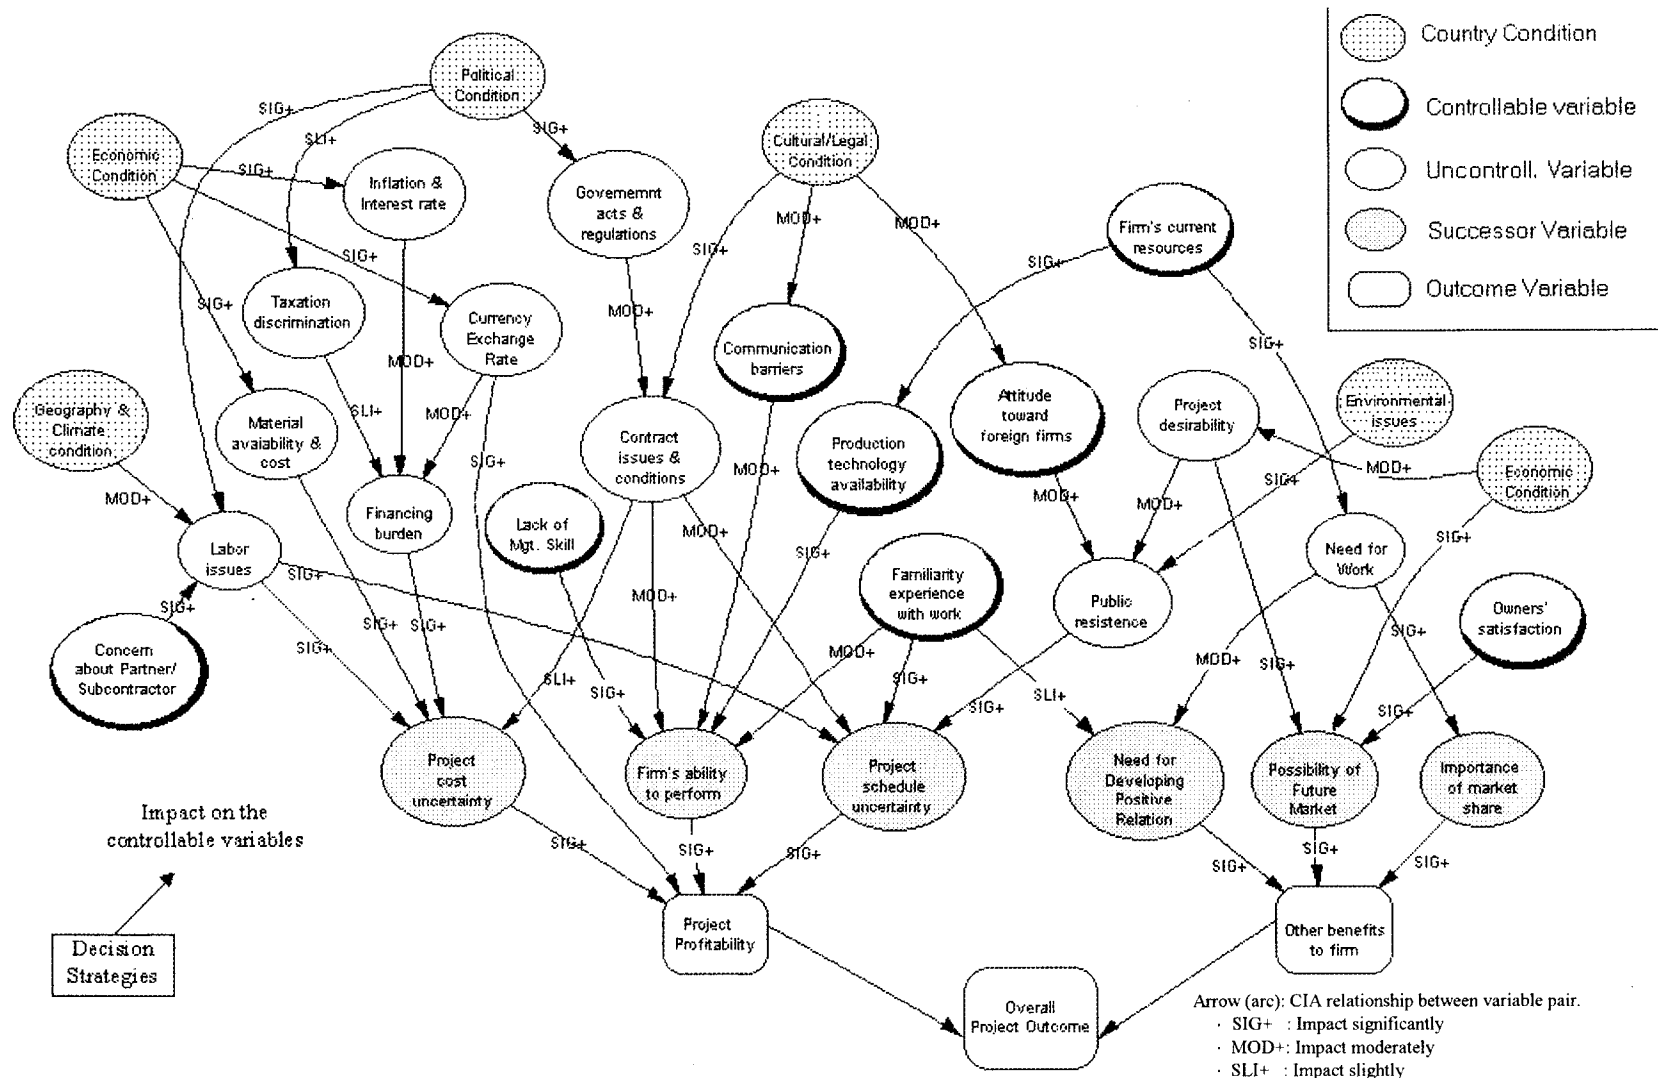 Country Condition
Controllable variable
Uncontroll. Variable
Successor Variable
Outcome Variable
Political
Condition
SIG+
SLI+
SIG+
Economic
Condition
SIG+
SIG+
SIG+
Inflation &
Interest rate
Governemnt
acts &
regulations
Cultural/Legal
Condition
SIG+
MOD+
MOD+
Firm's current
resources
SIG+
SIG+
Taxation
discrimination
Currency
Exchange
Rate
MOD+
MOD+
SLI+
MOD+
SIG+
Communication
barriers
Attitude
toward
foreign firms
Project
desirability
Environmental
issues
Economic
Condition
MOD+
SIG+
SIG+
Geography &
Climate
condition
MOD+
Material
avaiability &
cost
Contract
issues &
conditions
MOD+
Production
technology
availability
MOD+
MOD+
Financing
burden
Lack of
Mgt. Skill
MOD+
SIG+
Labor
issues
SIG+
Need for
Work
Familiarity
experience
with work
Public
resistence
Owners'
satisfaction
MOD+
SIG+
SIG+
SIG+
SIG+
Concern
about Partner/
Subcontractor
SIG+
SLI+
SIG+
MOD+
SIG+
SLI+
SIG+
MOD+
SIG+
SIG+
Project
cost
uncertainty
Firm's ability
to perform
Project
schedule
uncertainty
Need for
Developing
Positive
Relation
Possibility of
Future
Market
Importance
of market
share
Impact on the
controllable variables
SIG+
SIG+
SIG+
SIG+
SIG+
SIG+
Decision
Strategies
Project
Profitability
Other benefits
to firm
Overall
Project Outcome
Arrow (arc): CIA relationship between variable pair.
· SIG+ : Impact significantly
· MOD+: Impact moderately
· SLI+ : Impact slightly